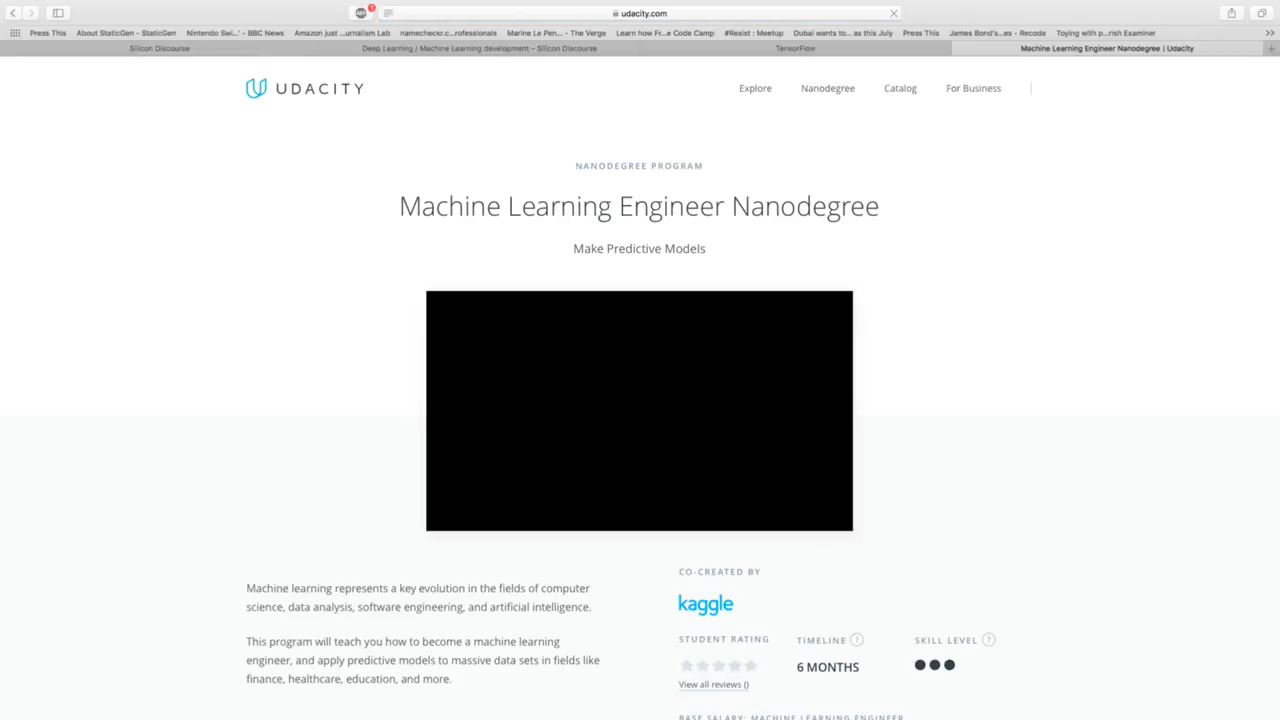 1
udacity.com
Press This
About StaticGen - StaticGen
Nintendo Swi...' - BBC News
Amazon just ...urnalism Lab
namecheckr.c...rofessionals
Marine Le Pen... - The Verge
Learn how Fr...e Code Camp
#Resist : Meetup
Dubai wants to... as this July
Press This
James Bond's...es - Recode
Toying with p...rish Examiner
Silicon Discourse
Deep Learning / Machine Learning development – Silicon Discourse
TensorFlow
Machine Learning Engineer Nanodegree | Udacity
UDACITY
Explore
Nanodegree
Catalog
For Business
NANODEGREE PROGRAM
Machine Learning Engineer Nanodegree
Make Predictive Models
Machine learning represents a key evolution in the fields of computer
science, data analysis, software engineering, and artificial intelligence.
This program will teach you how to become a machine learning
engineer, and apply predictive models to massive data sets in fields like
finance, healthcare, education, and more.
CO-CREATED BY
kaggle
STUDENT RATING
View all reviews ()
TIMELINE ?
6 MONTHS
SKILL LEVEL ?
BASE SALARY: MACHINE LEARNING ENGINEER